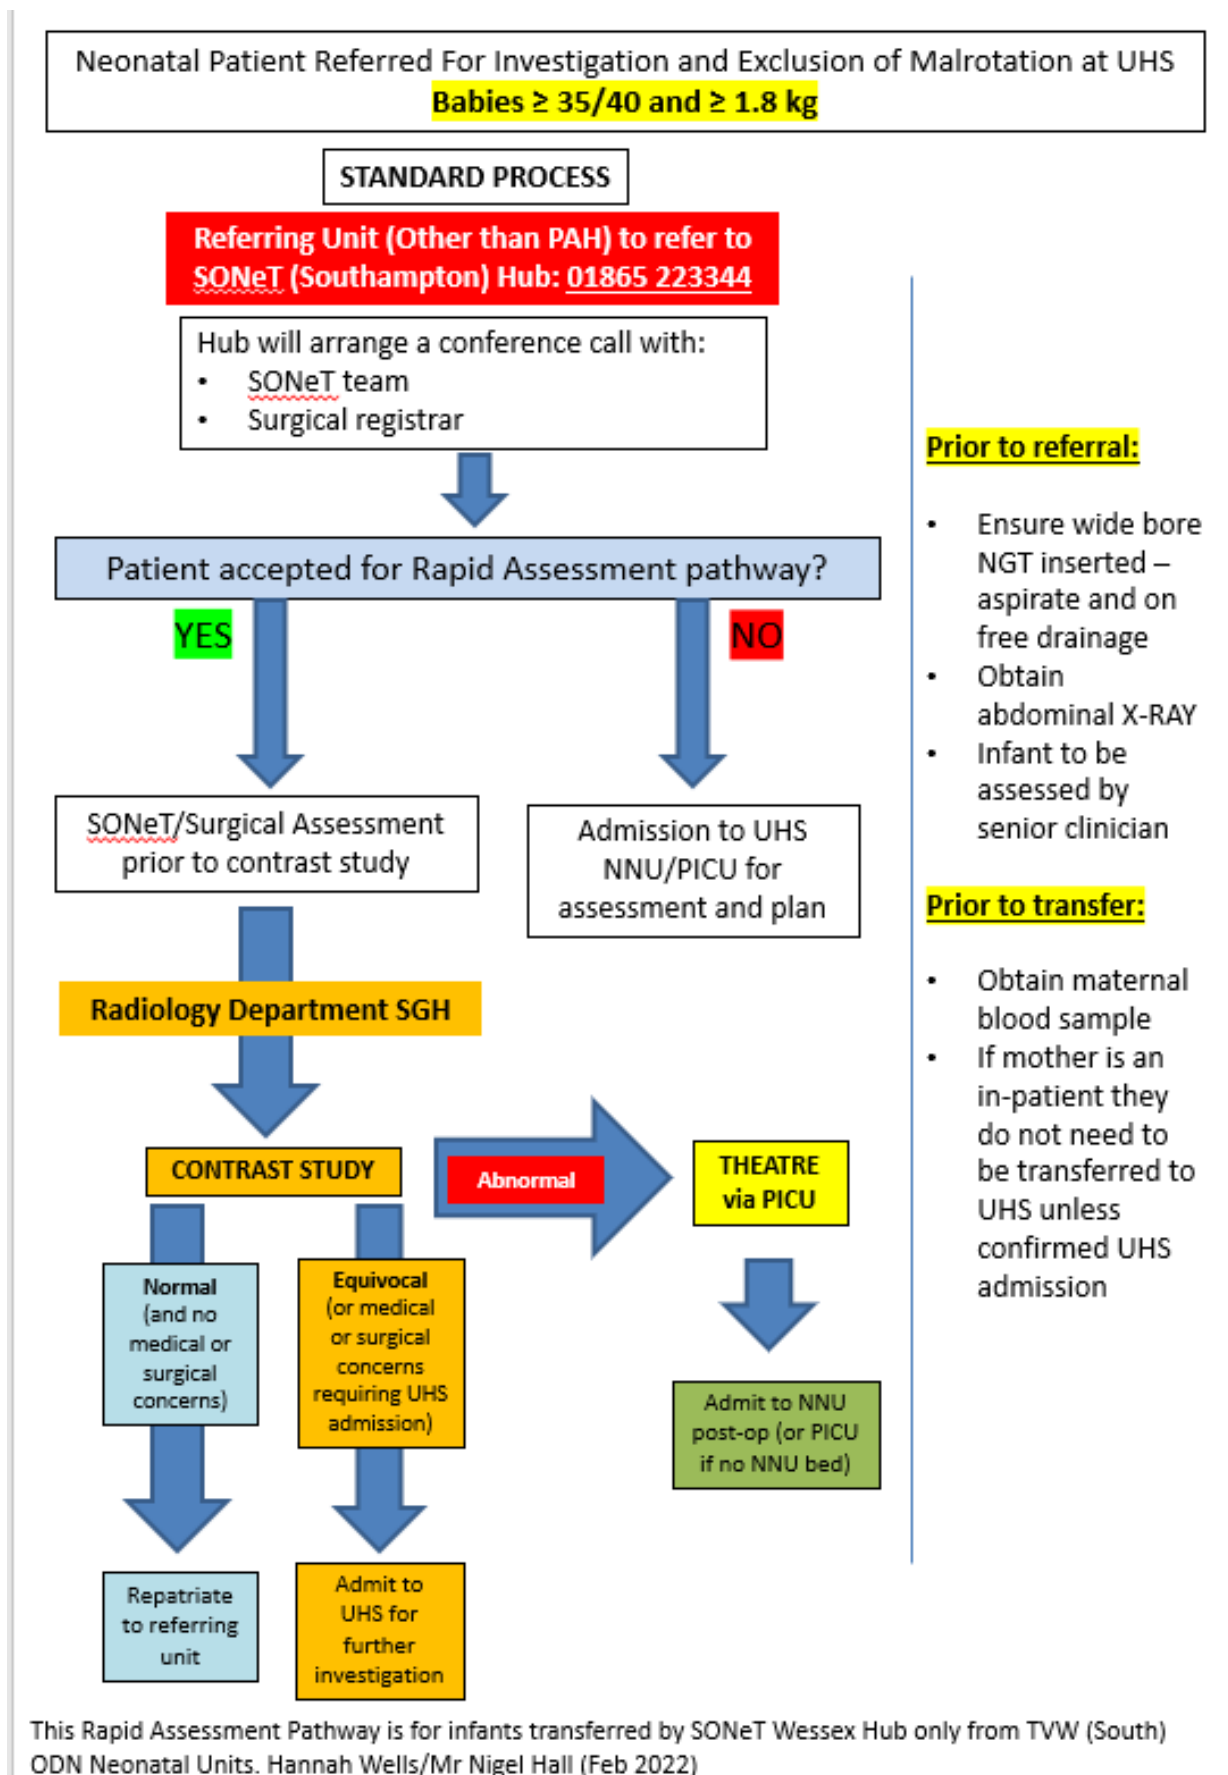 Neonatal Patient Referred For Investigation and Exclusion of Malrotation at UHS
Babies ≥ 35/40 and ≥ 1.8 kg
STANDARD PROCESS
Referring Unit (Other than PAH) to refer to
SONeT (Southampton) Hub: 01865 223344
Hub will arrange a conference call with:
• SONeT team
• Surgical registrar
Patient accepted for Rapid Assessment pathway?
YES
NO
SONeT/Surgical Assessment
prior to contrast study
Admission to UHS
NNU/PICU for
assessment and plan
Radiology Department SGH
CONTRAST STUDY
Abnormal
THEATRE
via PICU
Normal
(and no
medical or
surgical
concerns)
Equivocal
(or medical
or surgical
concerns
requiring UHS
admission)
Admit to NNU
post-op (or PICU
if no NNU bed)
Repatriate
to referring
unit
Admit to
UHS for
further
investigation
Prior to referral:
• Ensure wide bore
NGT inserted –
aspirate and on
free drainage
• Obtain
abdominal X-RAY
• Infant to be
assessed by
senior clinician
Prior to transfer:
• Obtain maternal
blood sample
• If mother is an
in-patient they
do not need to
be transferred to
UHS unless
confirmed UHS
admission
This Rapid Assessment Pathway is for infants transferred by SONeT Wessex Hub only from TVW (South)
ODN Neonatal Units. Hannah Wells/Mr Nigel Hall (Feb 2022)